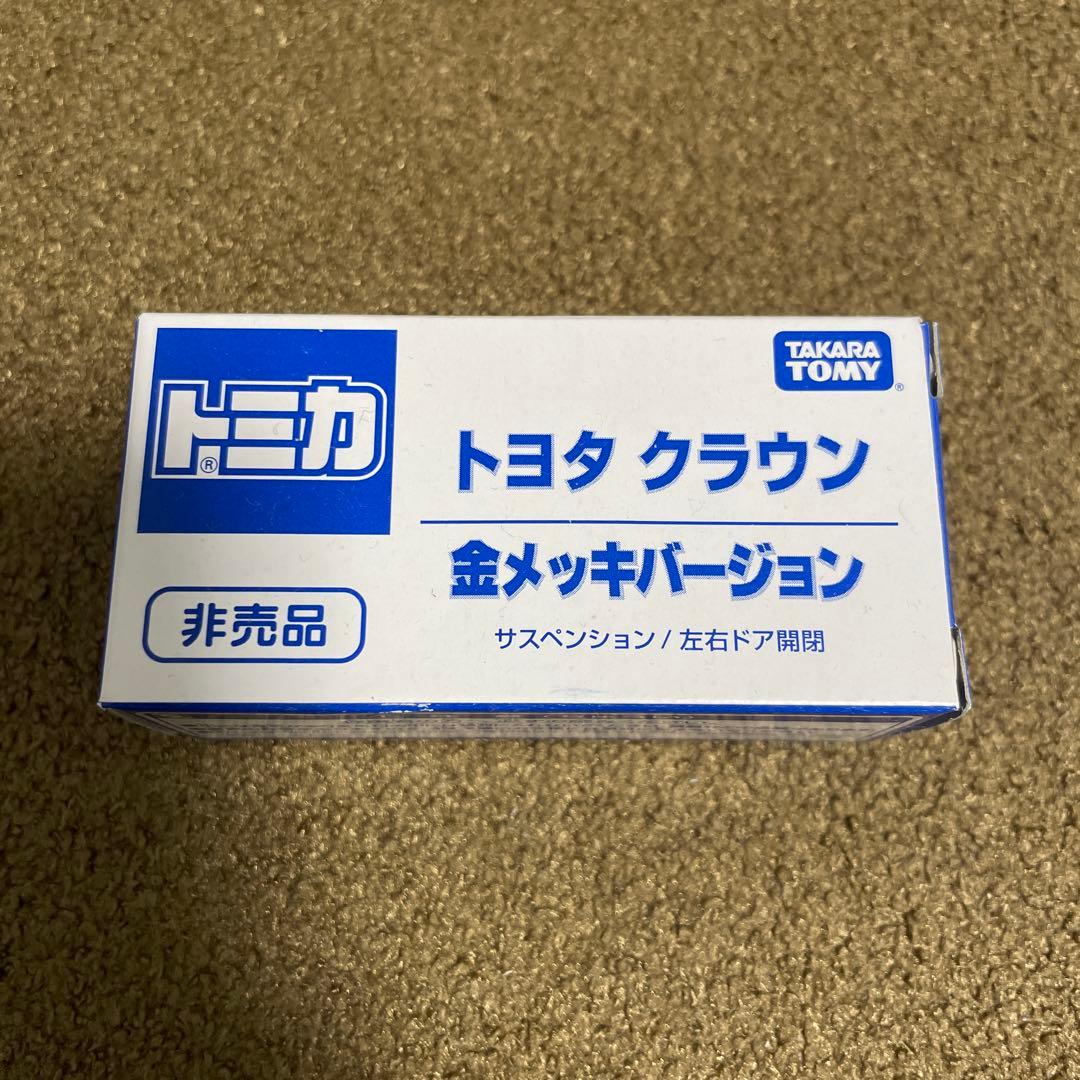 トミカ®
TAKARA
TOMY®
トヨタ クラウン
金メッキバージョン
サスペンション / 左右ドア開閉
非売品